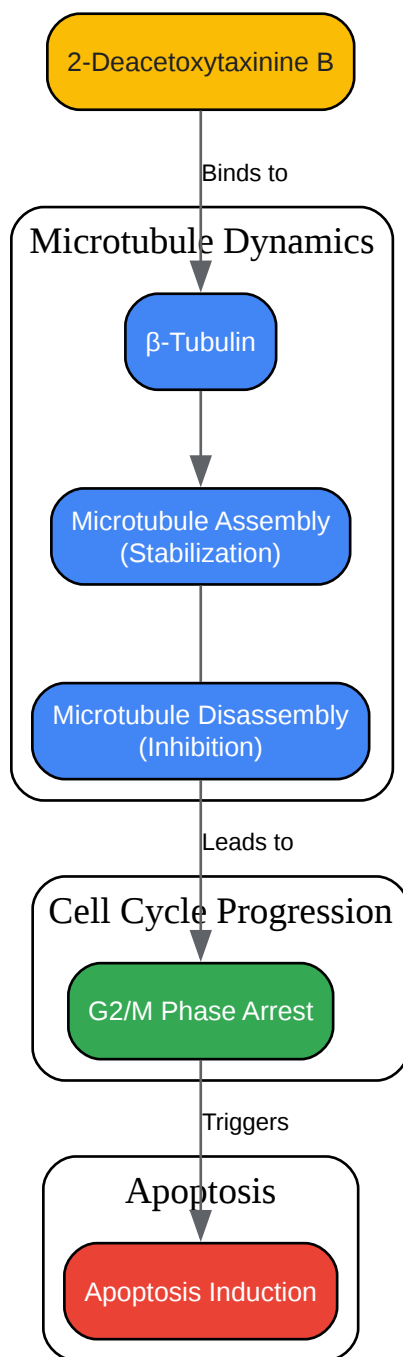 2-Deacetoxytaxinine B
Binds to
Microtubule Dynamics
β-Tubulin
Microtubule Assembly
(Stabilization)
Microtubule Disassembly
(Inhibition)
Leads to
Cell Cycle Progression
G2/M Phase Arrest
Triggers
Apoptosis
Apoptosis Induction